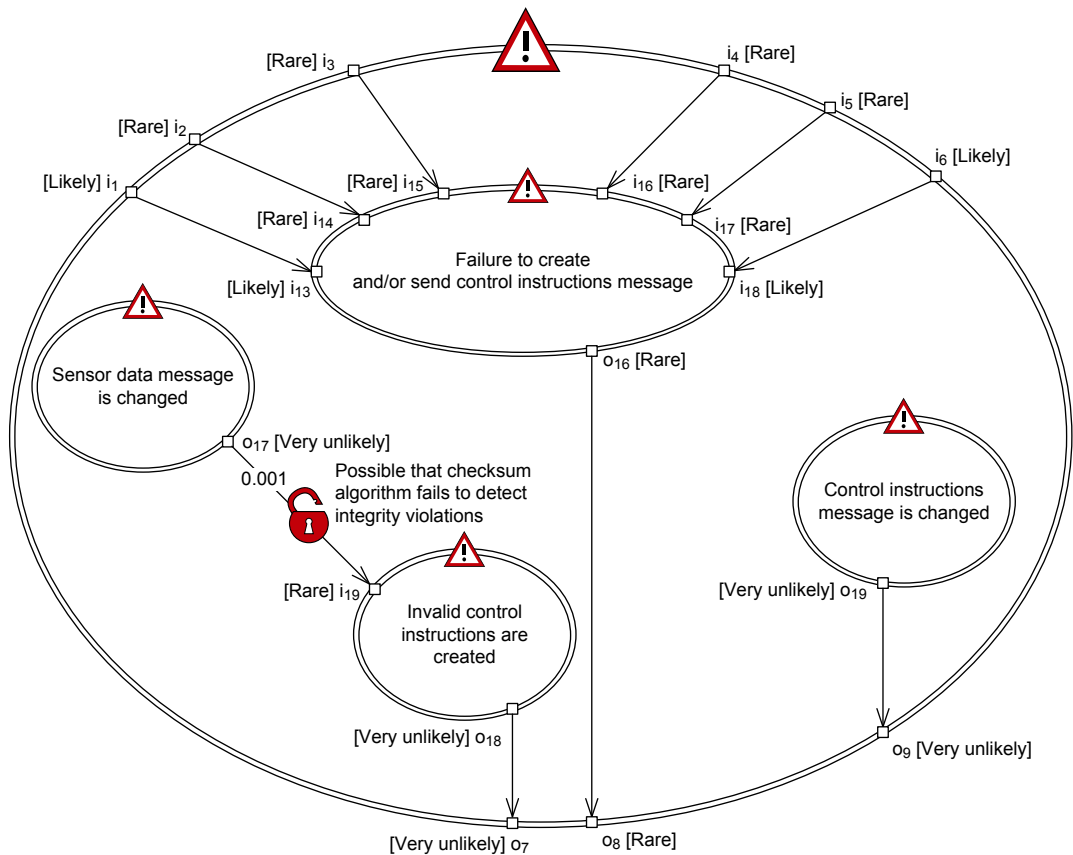 [Rare] i3
i4 [Rare]
i5 [Rare]
[Rare] i2
i6 [Likely]
[Likely] i1
[Rare] i15
i16 [Rare]
[Rare] i14
i17 [Rare]
Failure to create
and/or send control instructions message
[Likely] i13
i18 [Likely]
o16 [Rare]
Sensor data message
is changed
o17 [Very unlikely]
0.001
Possible that checksum
algorithm fails to detect
integrity violations
Control instructions
message is changed
[Rare] i19
[Very unlikely] o19
Invalid control
instructions are
created
[Very unlikely] o18
o9 [Very unlikely]
[Very unlikely] o7
o8 [Rare]